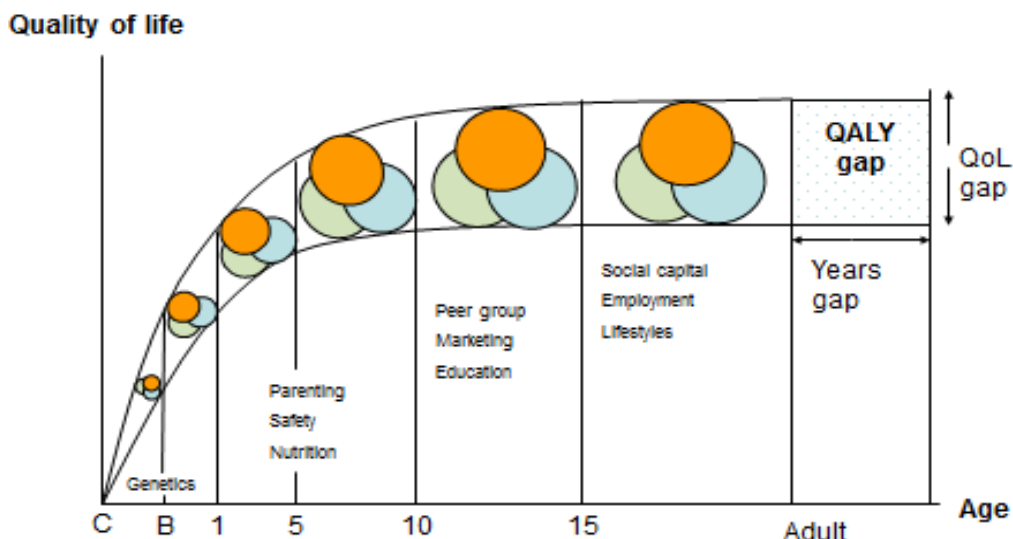 Quality of life
QALY
gap
QoL
gap
Years
gap
Social capital
Employment
Lifestyles
Peer group
Marketing
Education
Parenting
Safety
Nutrition
Genetics
Age
C B 1 5 10 15 Adult